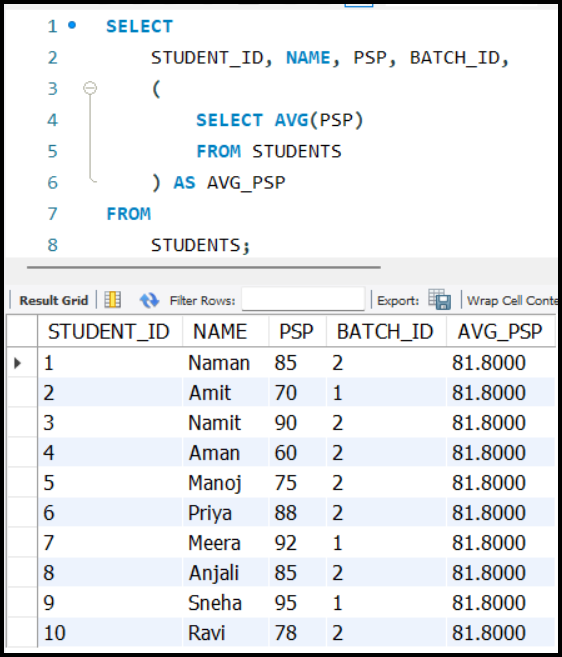 1 SELECT
2 STUDENT_ID, NAME, PSP, BATCH_ID,
3 (
4 SELECT AVG(PSP)
5 FROM STUDENTS
6 ) AS AVG_PSP
7 FROM
8 STUDENTS;
Result Grid Filter Rows: Export: Wrap Cell Conte
STUDENT_ID NAME PSP BATCH_ID AVG_PSP
1 Naman 85 2 81.8000
2 Amit 70 1 81.8000
3 Namit 90 2 81.8000
4 Aman 60 2 81.8000
5 Manoj 75 2 81.8000
6 Priya 88 2 81.8000
7 Meera 92 1 81.8000
8 Anjali 85 2 81.8000
9 Sneha 95 1 81.8000
10 Ravi 78 2 81.8000